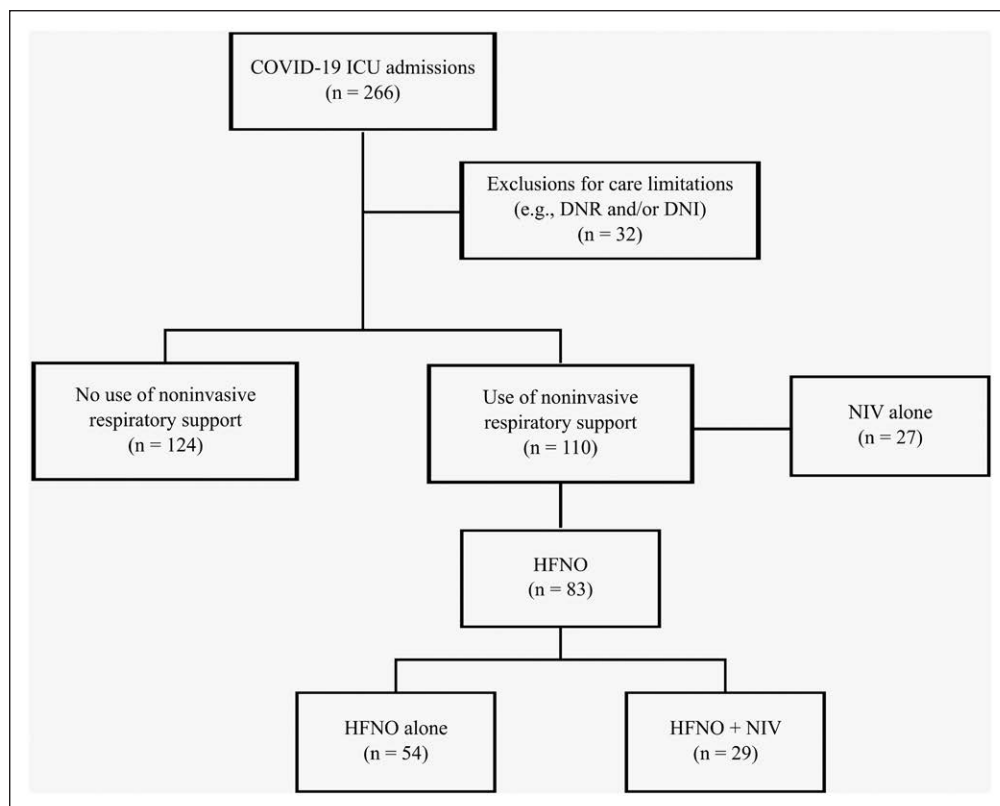 COVID-19 ICU admissions
(n = 266)
Exclusions for care limitations
(e.g., DNR and/or DNI)
(n = 32)
No use of noninvasive
respiratory support
(n = 124)
Use of noninvasive
respiratory support
(n = 110)
NIV alone
(n = 27)
HFNO
(n = 83)
HFNO alone
(n = 54)
HFNO + NIV
(n = 29)